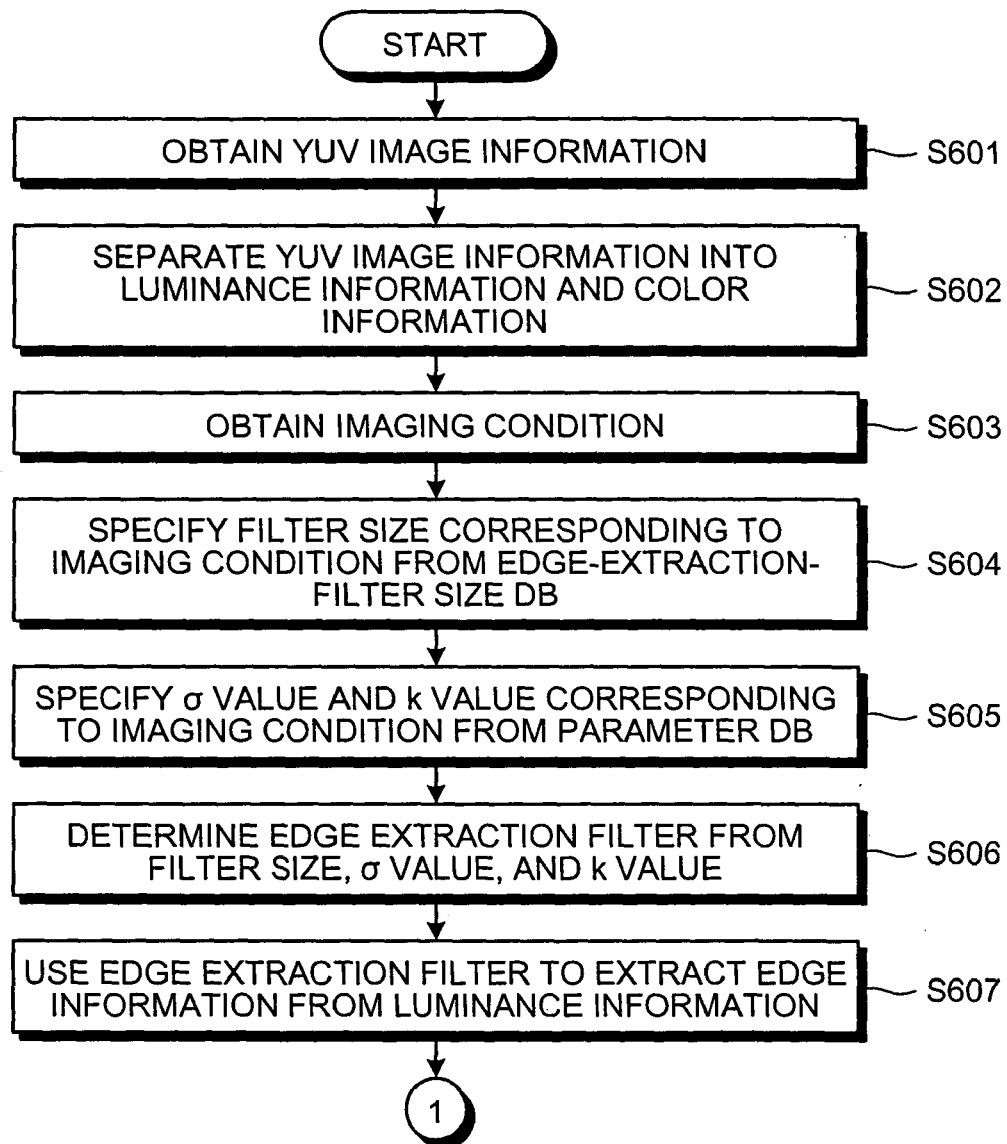 START
OBTAIN YUV IMAGE INFORMATION
S601
SEPARATE YUV IMAGE INFORMATION INTO
LUMINANCE INFORMATION AND COLOR
INFORMATION
S602
OBTAIN IMAGING CONDITION
S603
SPECIFY FILTER SIZE CORRESPONDING TO
IMAGING CONDITION FROM EDGE-EXTRACTION-
FILTER SIZE DB
S604
SPECIFY σ VALUE AND k VALUE CORRESPONDING
TO IMAGING CONDITION FROM PARAMETER DB
S605
DETERMINE EDGE EXTRACTION FILTER FROM
FILTER SIZE, σ VALUE, AND k VALUE
S606
USE EDGE EXTRACTION FILTER TO EXTRACT EDGE
INFORMATION FROM LUMINANCE INFORMATION
S607
1